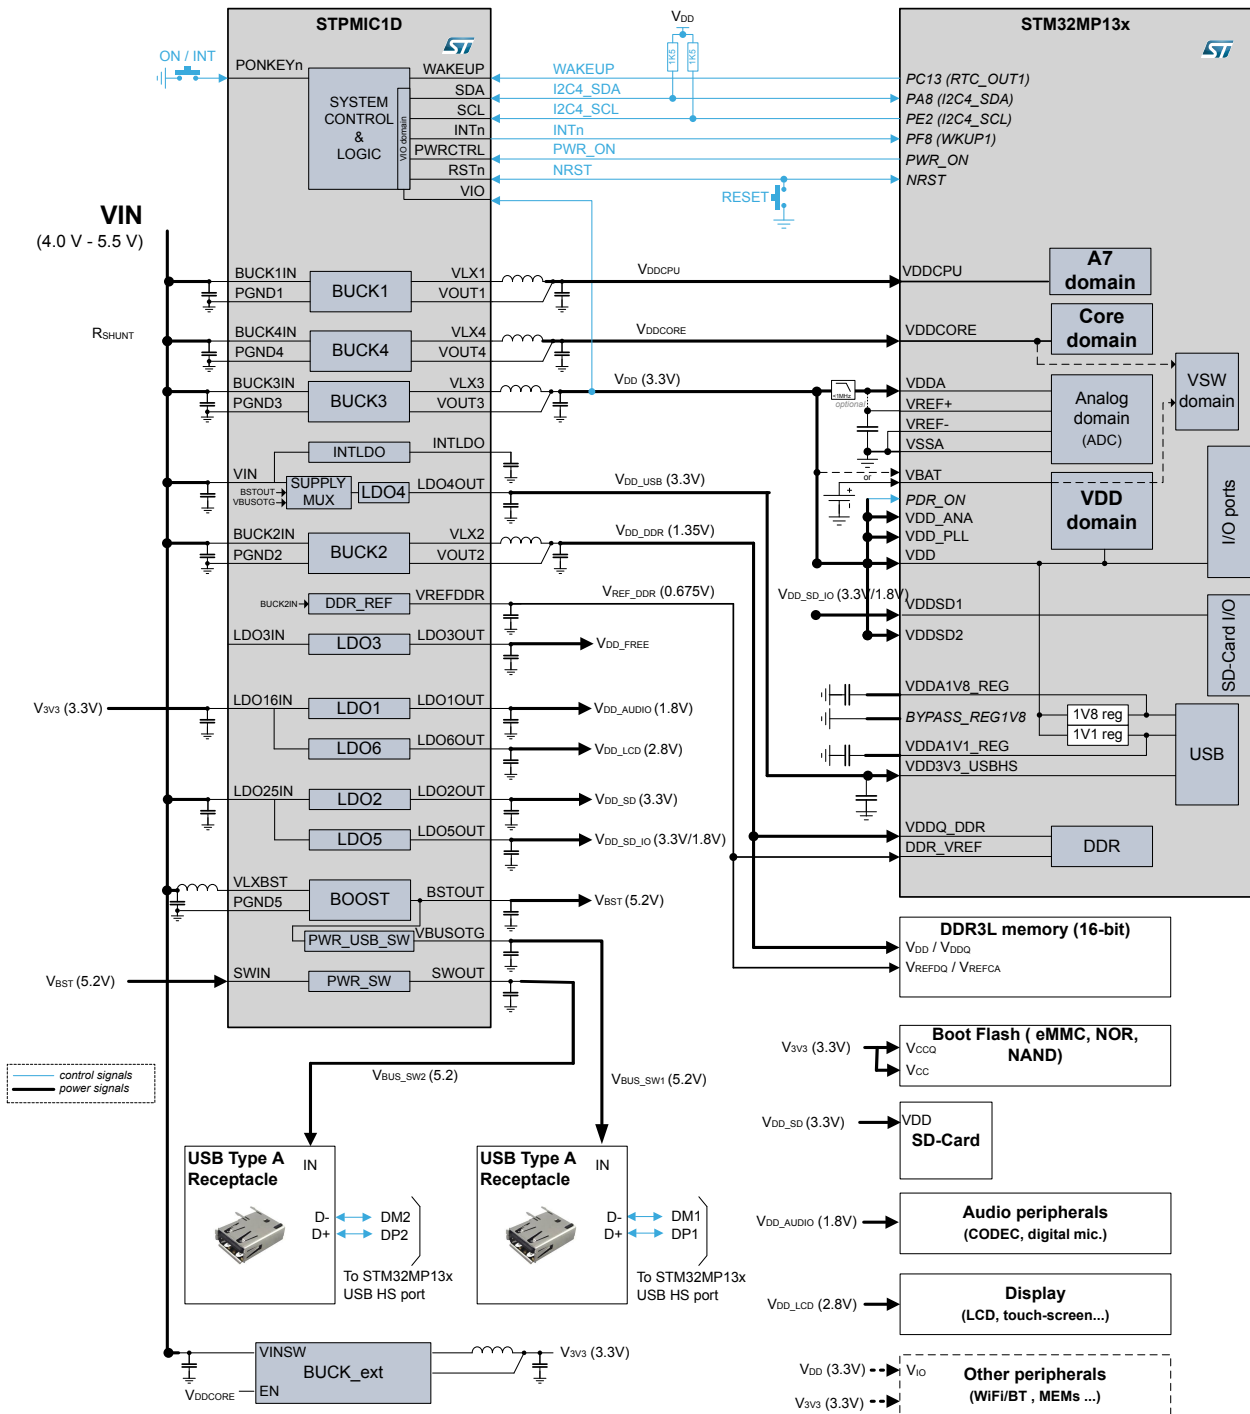 STPMIC1D
STM32MP13x
ST
ST
ON / INT
PONKEYn
SYSTEM
CONTROL
&
LOGIC
VIO domain
WAKEUP
SDA
SCL
INTn
PWRCTRL
RSTn
VIO
WAKEUP
I2C4_SDA
I2C4_SCL
INTn
PWR_ON
NRST
VDD
1K5
1K5
RESET
PC13 (RTC_OUT1)
PA8 (I2C4_SDA)
PE2 (I2C4_SCL)
PF8 (WKUP1)
PWR_ON
NRST
VIN
(4.0 V - 5.5 V)
RSHUNT
BUCK1IN
PGND1
BUCK1
VLX1
VOUT1
VDDCPU
VDDCPU
A7
domain
BUCK4IN
PGND4
BUCK4
VLX4
VOUT4
VDDCORE
VDDCORE
Core
domain
BUCK3IN
PGND3
BUCK3
VLX3
VOUT3
VDD (3.3V)
<1MHz
optional
VDDA
VREF+
VREF-
VSSA
Analog
domain
(ADC)
VSW
domain
INTLDO
INTLDO
VIN
BSTOUT
VBUSOTG
SUPPLY
MUX
LDO4
LDO4OUT
VDD_USB (3.3V)
or
+
VBAT
PDR_ON
VDD_ANA
VDD_PLL
VDD
VDD
domain
I/O ports
BUCK2IN
PGND2
BUCK2
VLX2
VOUT2
VDD_DDR (1.35V)
BUCK2IN
DDR_REF
VREFDDR
VREF_DDR (0.675V)
VDD_SD_IO (3.3V/1.8V)
VDDSD1
VDDSD2
SD-Card I/O
LDO3IN
LDO3
LDO3OUT
VDD_FREE
V3V3 (3.3V)
LDO16IN
LDO1
LDO1OUT
VDD_AUDIO (1.8V)
LDO6
LDO6OUT
VDD_LCD (2.8V)
VDDA1V8_REG
BYPASS_REG1V8
VDDA1V1_REG
VDD3V3_USBHS
1V8 reg
1V1 reg
USB
LDO25IN
LDO2
LDO2OUT
VDD_SD (3.3V)
LDO5
LDO5OUT
VDD_SD_IO (3.3V/1.8V)
VDDQ_DDR
DDR_VREF
DDR
VLXBST
PGND5
BOOST
BSTOUT
VBST (5.2V)
PWR_USB_SW
VBUSOTG
VBST (5.2V)
SWIN
PWR_SW
SWOUT
DDR3L memory (16-bit)
VDD / VDDQ
VREFDQ / VREFCA
control signals
power signals
VBUS_SW2 (5.2)
VBUS_SW1 (5.2V)
V3V3 (3.3V)
Boot Flash ( eMMC, NOR,
NAND)
VCCQ
VCC
VDD_SD (3.3V)
VDD
SD-Card
USB Type A
Receptacle
IN
D-
D+
DM2
DP2
To STM32MP13x
USB HS port
USB Type A
Receptacle
IN
D-
D+
DM1
DP1
To STM32MP13x
USB HS port
VDD_AUDIO (1.8V)
Audio peripherals
(CODEC, digital mic.)
VDD_LCD (2.8V)
Display
(LCD, touch-screen...)
VINSW
BUCK_ext
EN
VDDCORE
V3V3 (3.3V)
VDD (3.3V)
V3V3 (3.3V)
VIO
Other peripherals
(WiFi/BT , MEMs ...)